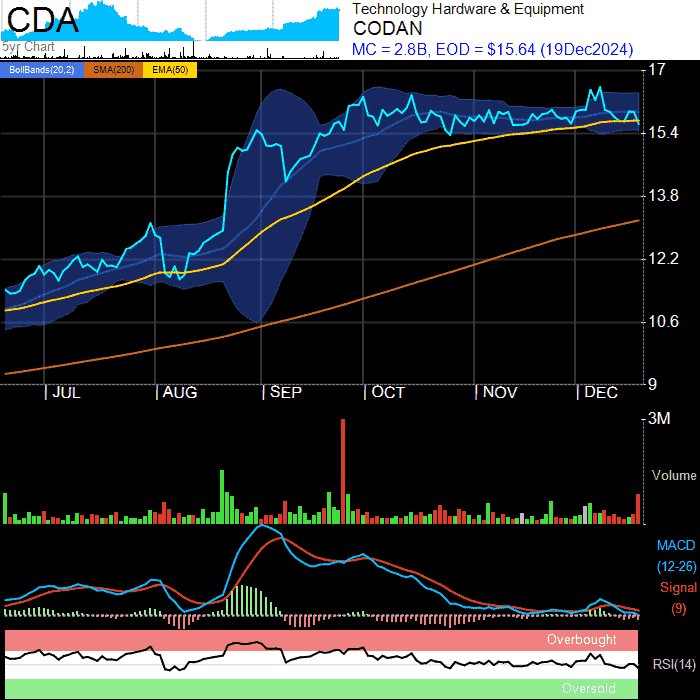 CDA
5yr Chart
Technology Hardware & Equipment
CODAN
MC = 2.8B, EOD = $15.64 (19Dec2024)
BollBands(20,2) SMA(200) EMA(50)
17
15.4
13.8
12.2
10.6
9
JUL AUG SEP OCT NOV DEC
3M
Volume
MACD
(12-26)
Signal
(9)
Overbought
RSI(14)
Oversold